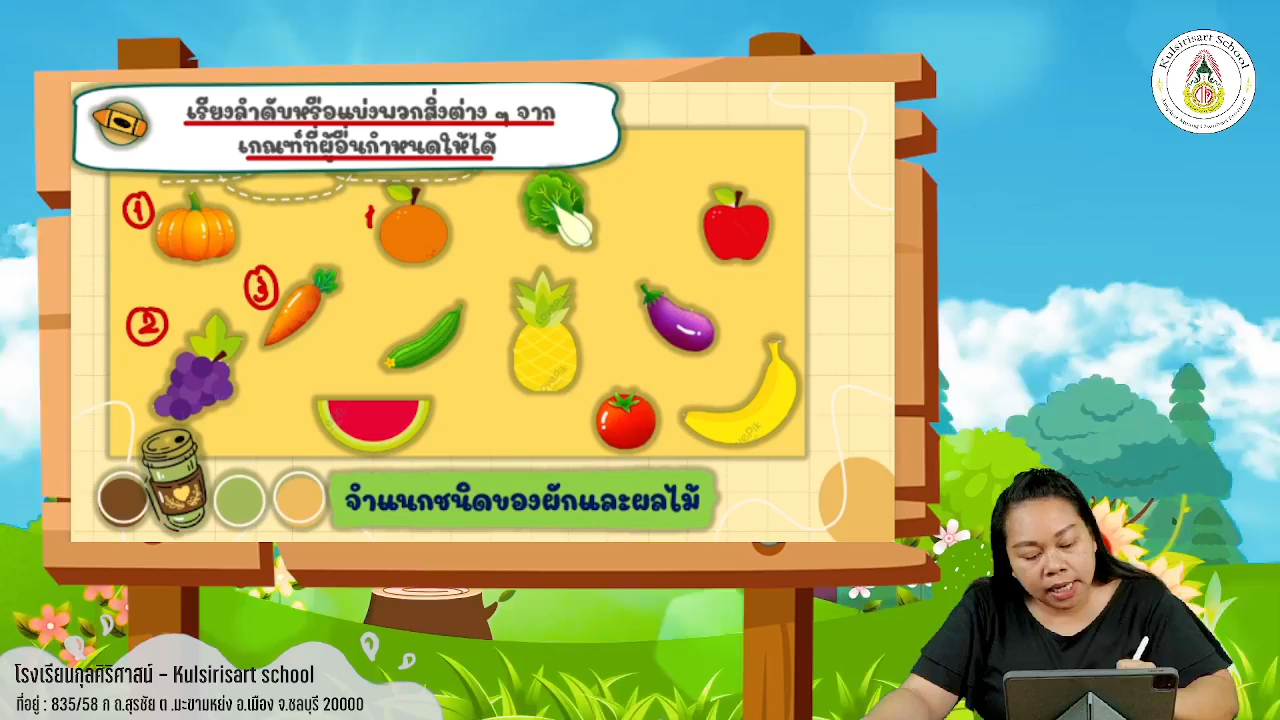 Kulsirisart School
เรียงลำดับหรือแบ่งพวกสิ่งต่าง ๆ จาก
เกณฑ์ที่ผู้อื่นกำหนดให้ได้
1
1
3
2
จำแนกชนิดของผักและผลไม้
โรงเรียนกุลศิริศาสน์ - Kulsirisart school
ที่อยู่ : 835/58 ก ถ.สุรชัย ต .มะขามหย่ง อ.เมือง จ.ชลบุรี 20000